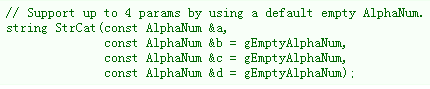 // Support up to 4 params by using a default empty AlphaNum.
string StrCat(const AlphaNum &a,
              const AlphaNum &b = gEmptyAlphaNum,
              const AlphaNum &c = gEmptyAlphaNum,
              const AlphaNum &d = gEmptyAlphaNum);